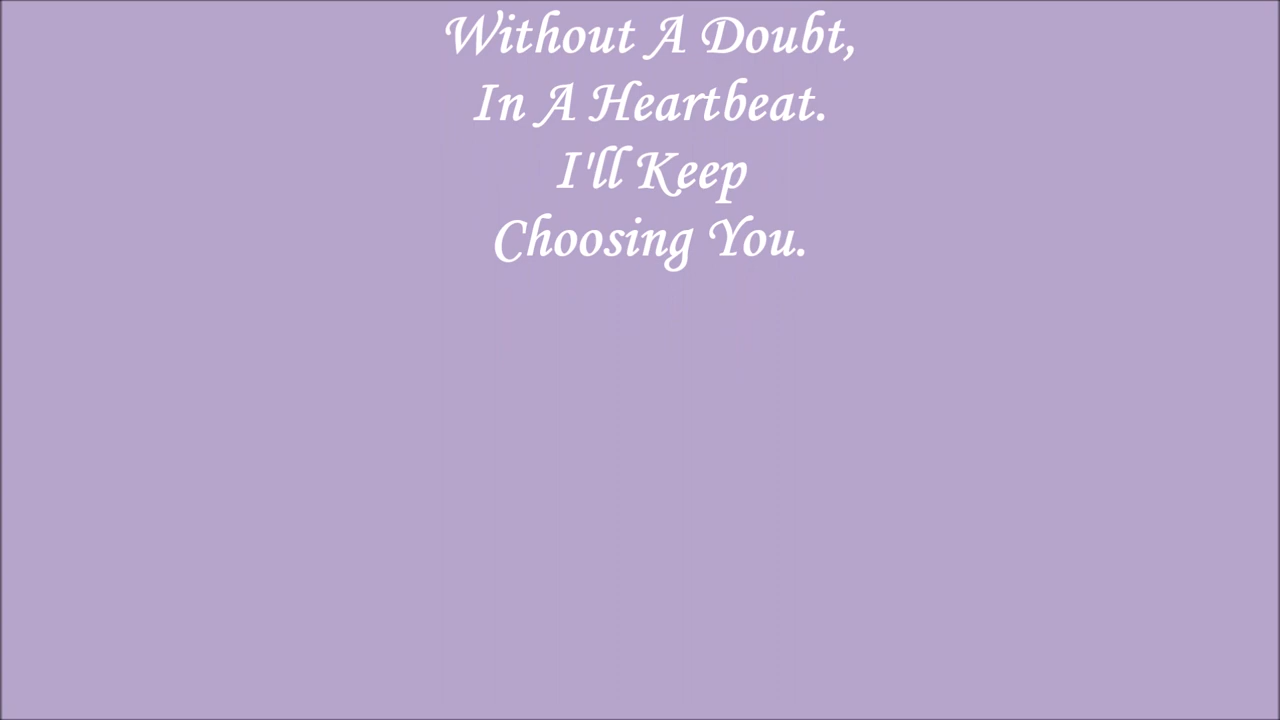 Without A Doubt,
In A Heartbeat.
I'll Keep
Choosing You.